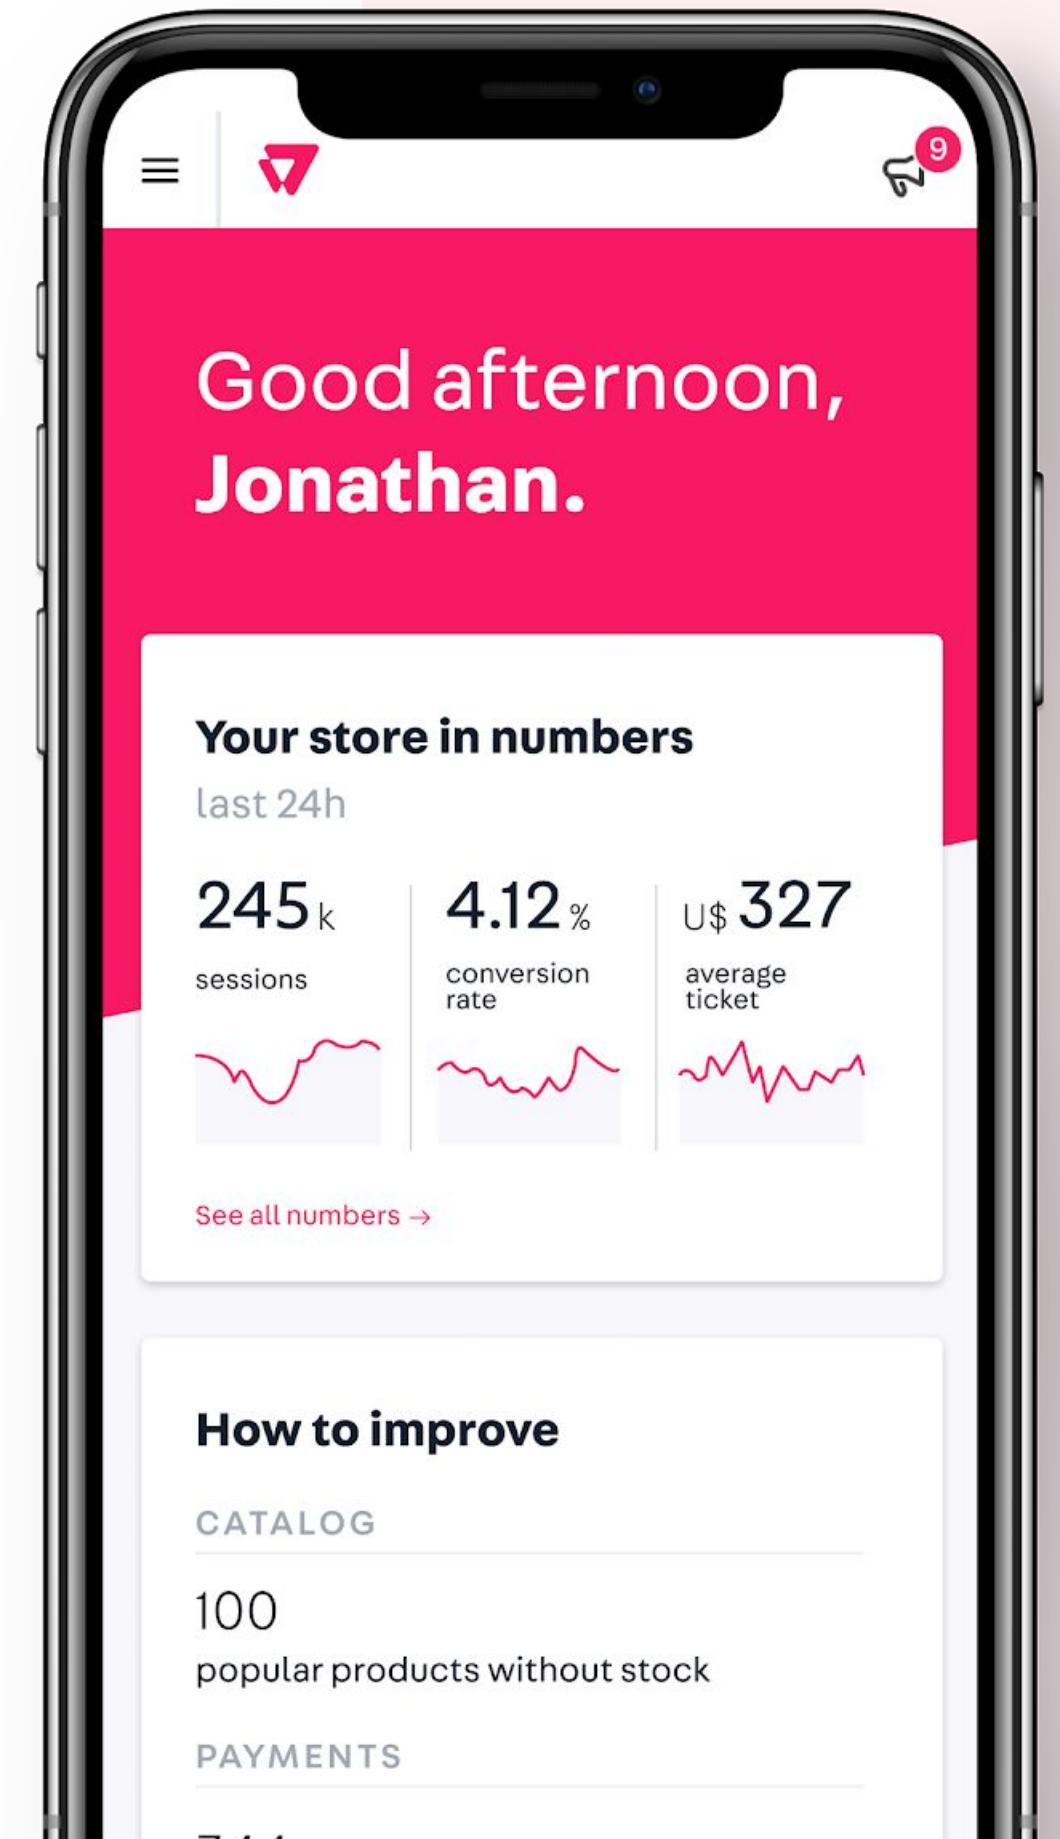 9
Good afternoon,
Jonathan.
Your store in numbers
last 24h
245 k
sessions
4.12 %
conversion
rate
U$ 327
average
ticket
See all numbers →
How to improve
CATALOG
100
popular products without stock
PAYMENTS